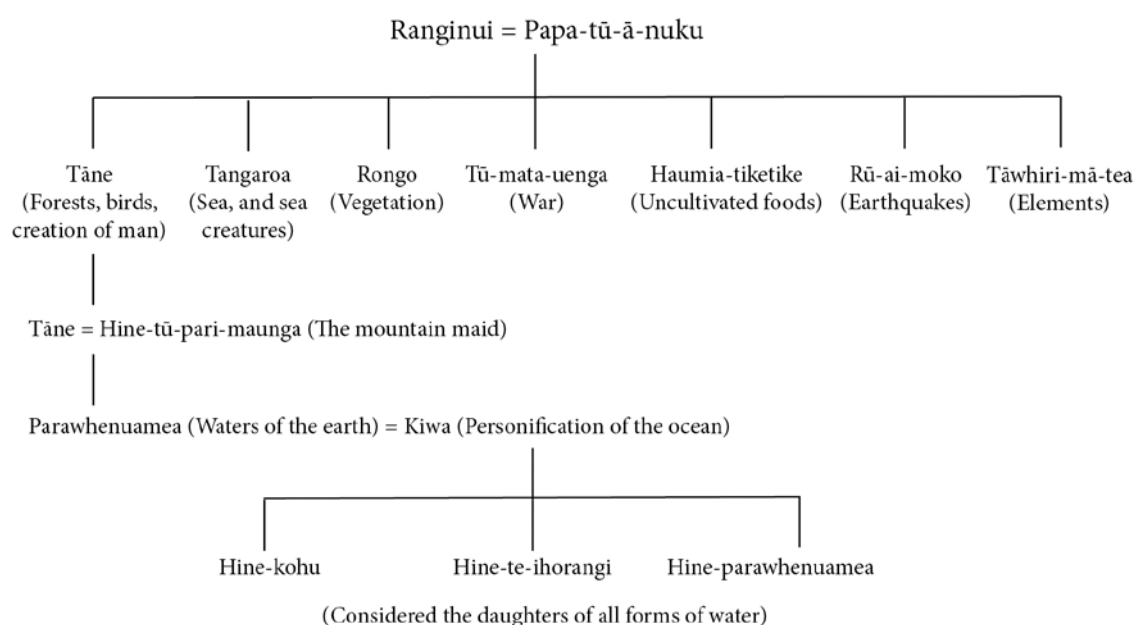 Ranginui = Papa-tū-ā-nuku
Tāne Tangaroa Rongo Tū-mata-uenga Haumia-tiketike Rū-ai-moko Tāwhiri-mā-tea
(Forests, birds, (Sea, and sea (Vegetation) (War) (Uncultivated foods) (Earthquakes) (Elements)
creation of man) creatures)
Tāne = Hine-tū-pari-maunga (The mountain maid)
Parawhenuamea (Waters of the earth) = Kiwa (Personification of the ocean)
Hine-kohu Hine-te-ihorangi Hine-parawhenuamea
(Considered the daughters of all forms of water)